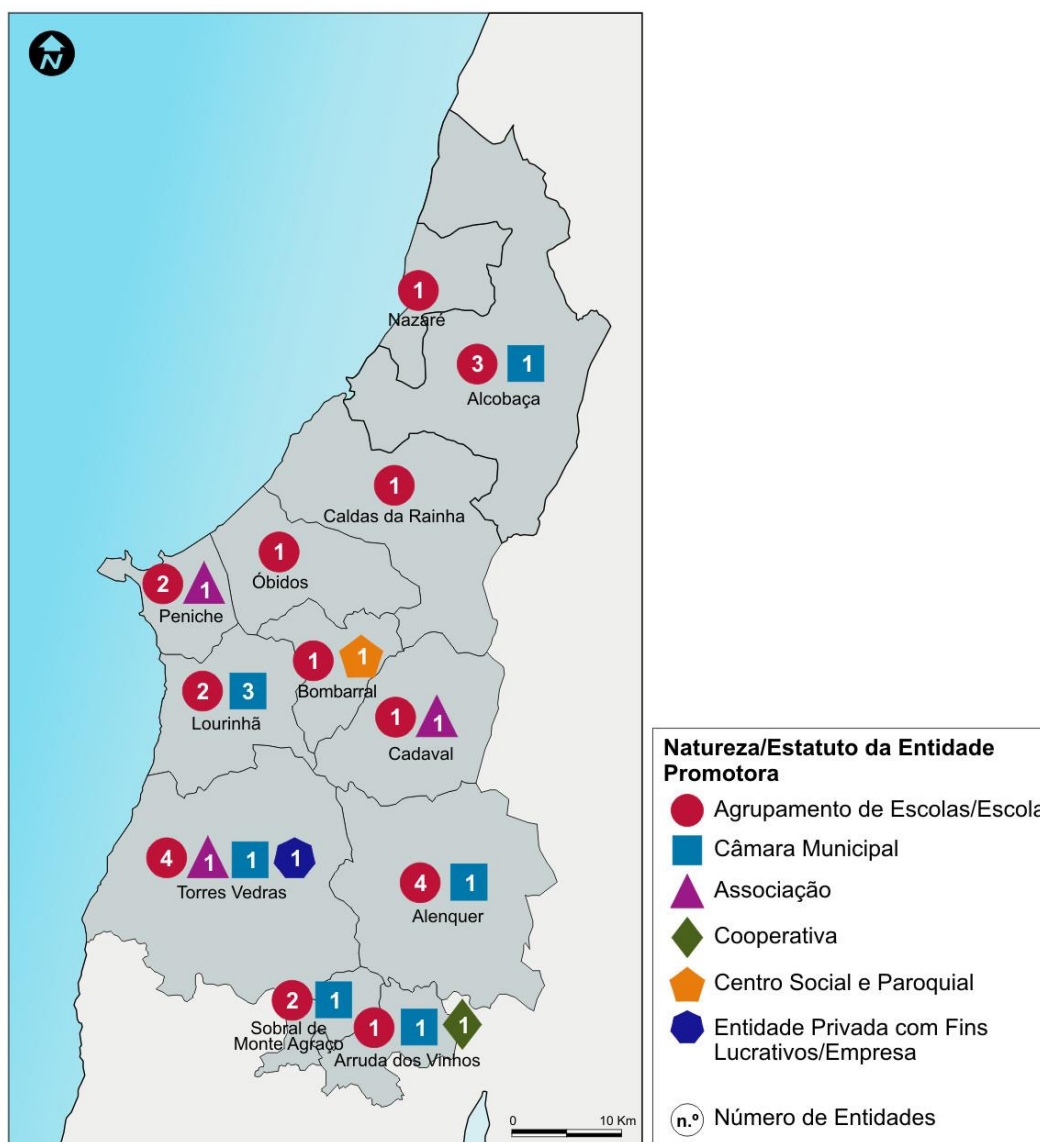 N
1
Nazaré
3 1
Alcobaça
1
Caldas da Rainha
1
Óbidos
2 1
Peniche
1 1
Bombarral
2 3
Lourinhã
1 1
Cadaval
4 1 1 1
Torres Vedras
4 1
Alenquer
2 1
Sobral de
Monte Agraço
1 1 1
Arruda dos Vinhos
0 10 Km
Natureza/Estatuto da Entidade
Promotora
Agrupamento de Escolas/Escola
Câmara Municipal
Associação
Cooperativa
Centro Social e Paroquial
Entidade Privada com Fins
Lucrativos/Empresa
n.º Número de Entidades